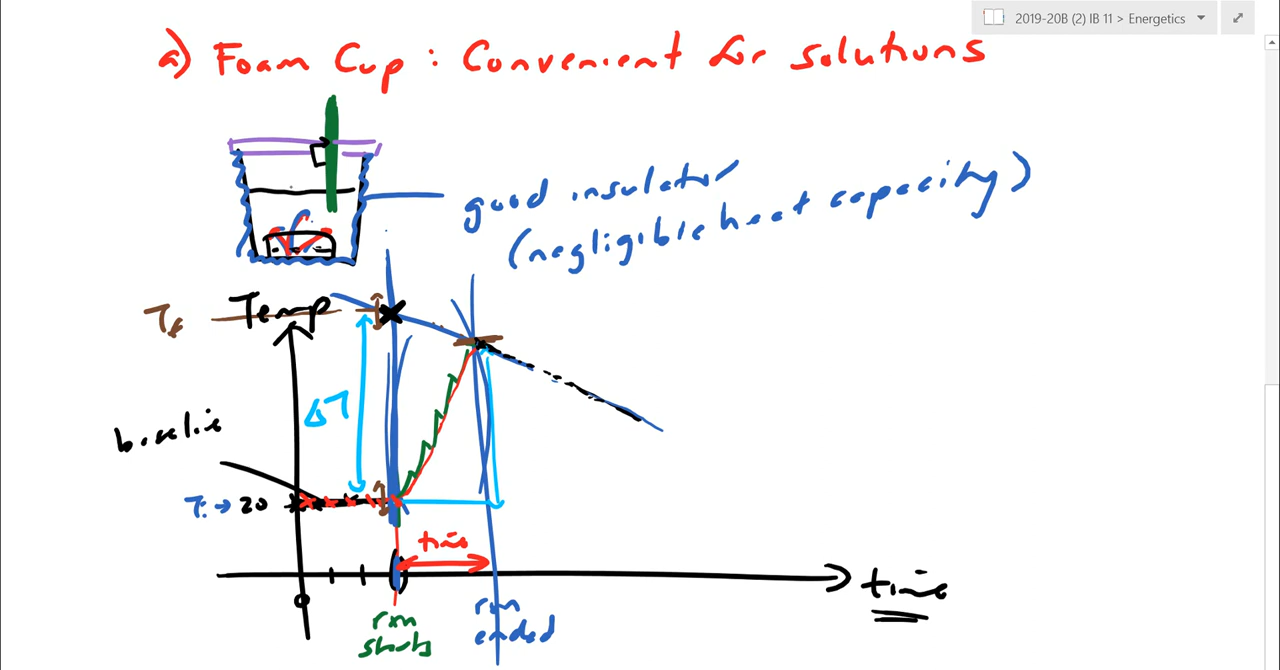 2019-20B (2) IB 11 > Energetics
a) Foam Cup : Convenient for solutions
good insulator
(negligible heat capacity)
Tf
Temp
ΔT
baseline
Ti → 20
time
0
time
rxn
starts
rxn
ended